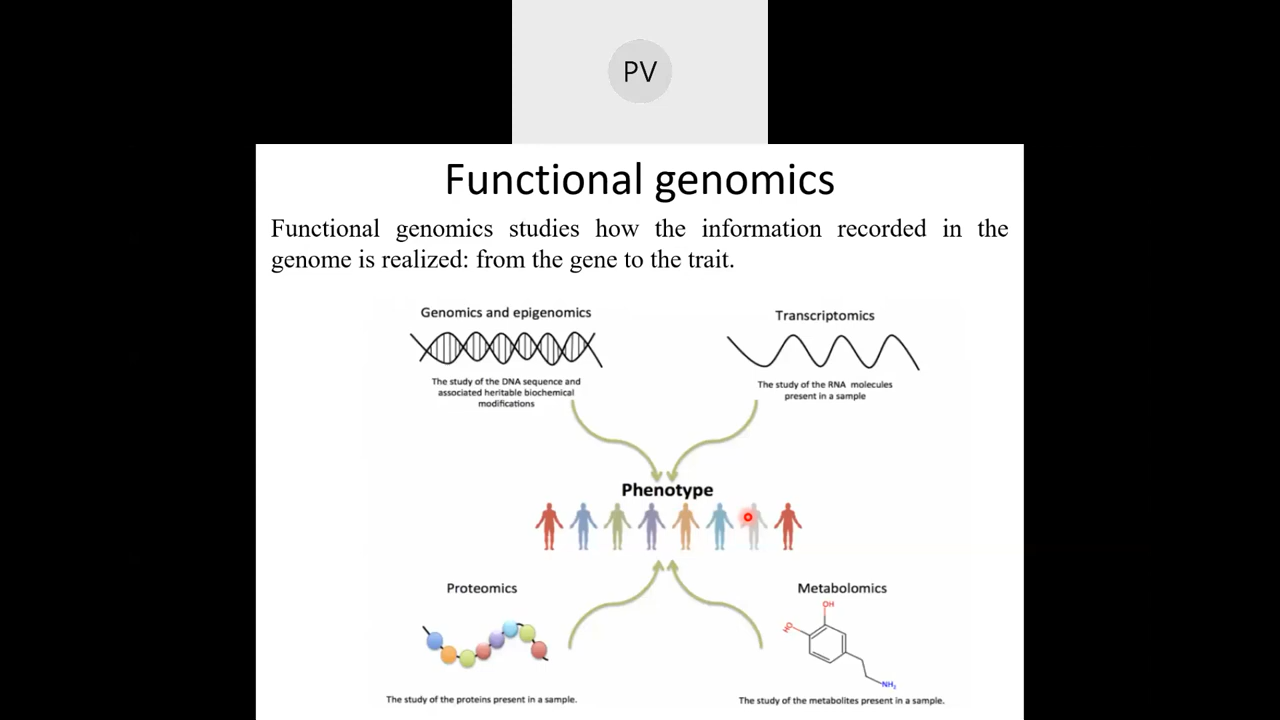 PV
Functional genomics
Functional genomics studies how the information recorded in the
genome is realized: from the gene to the trait.
Genomics and epigenomics
The study of the DNA sequence and
associated heritable biochemical
modifications
Transcriptomics
The study of the RNA molecules
present in a sample
Phenotype
Proteomics
The study of the proteins present in a sample.
Metabolomics
OH
HO
NH₂
The study of the metabolites present in a sample.